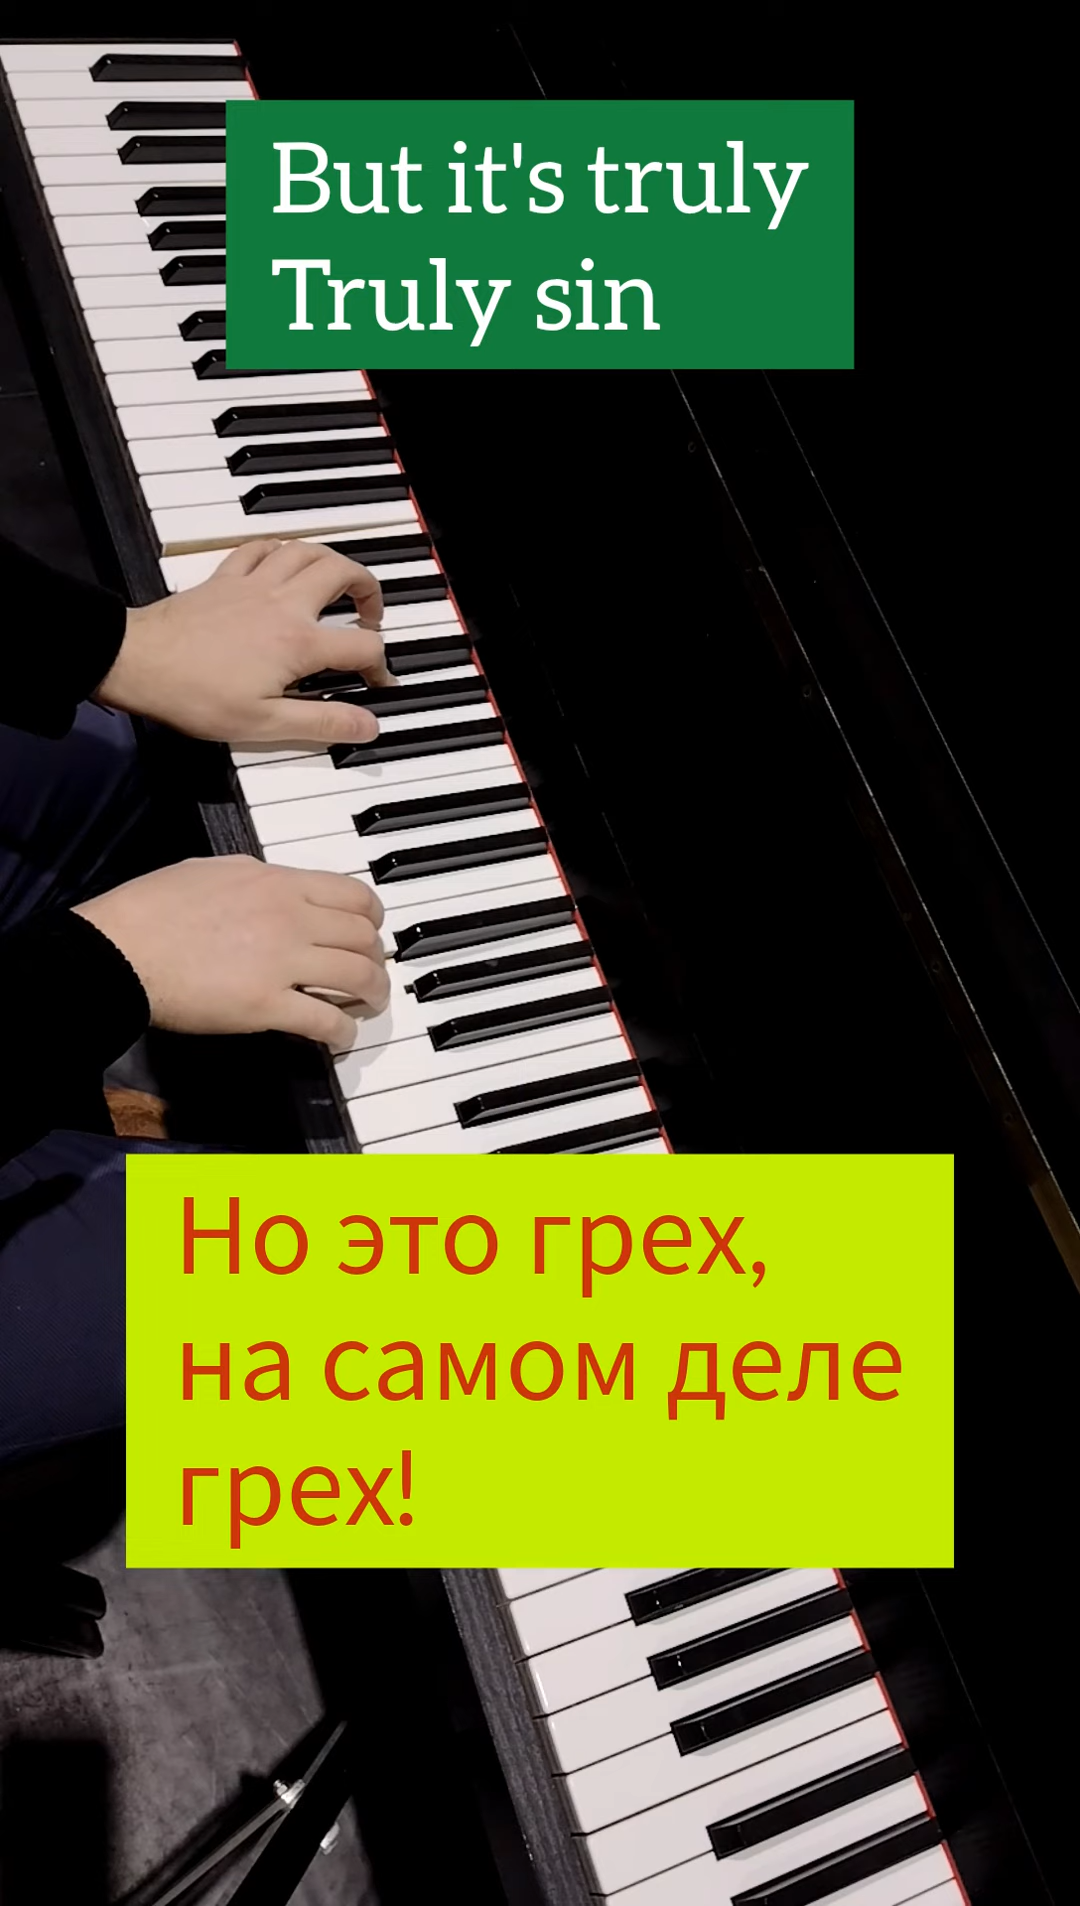 But it's truly
Truly sin
Но это грех,
на самом деле
грех!